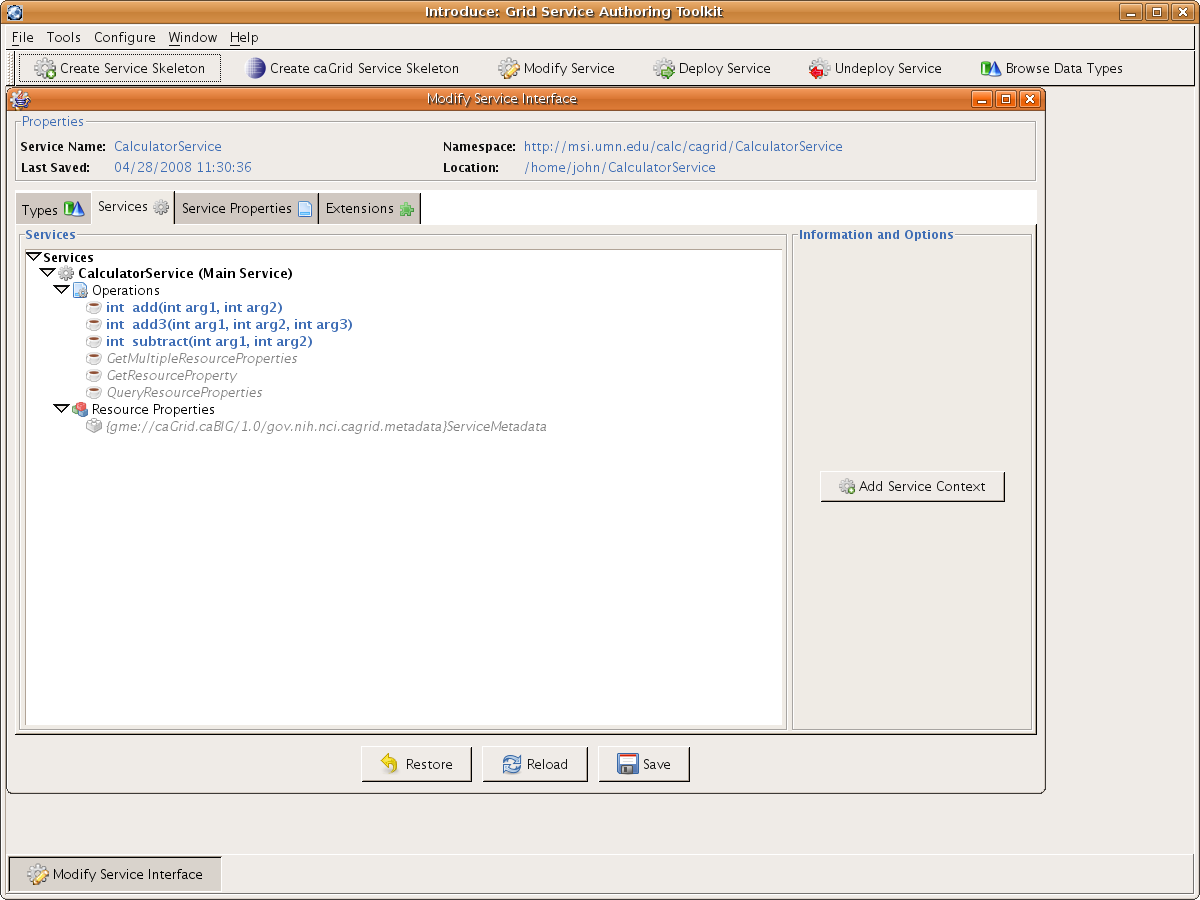 Introduce: Grid Service Authoring Toolkit
File Tools Configure Window Help
Create Service Skeleton Create caGrid Service Skeleton Modify Service Deploy Service Undeploy Service Browse Data Types
Modify Service Interface
Properties
Service Name: CalculatorService Namespace: http://msi.umn.edu/calc/cagrid/CalculatorService
Last Saved: 04/28/2008 11:30:36 Location: /home/john/CalculatorService
Types Services Service Properties Extensions
Services
Services
CalculatorService (Main Service)
Operations
int add(int arg1, int arg2)
int add3(int arg1, int arg2, int arg3)
int subtract(int arg1, int arg2)
GetMultipleResourceProperties
GetResourceProperty
QueryResourceProperties
Resource Properties
{gme://caGrid.caBIG/1.0/gov.nih.nci.cagrid.metadata}ServiceMetadata
Information and Options
Add Service Context
Restore Reload Save
Modify Service Interface